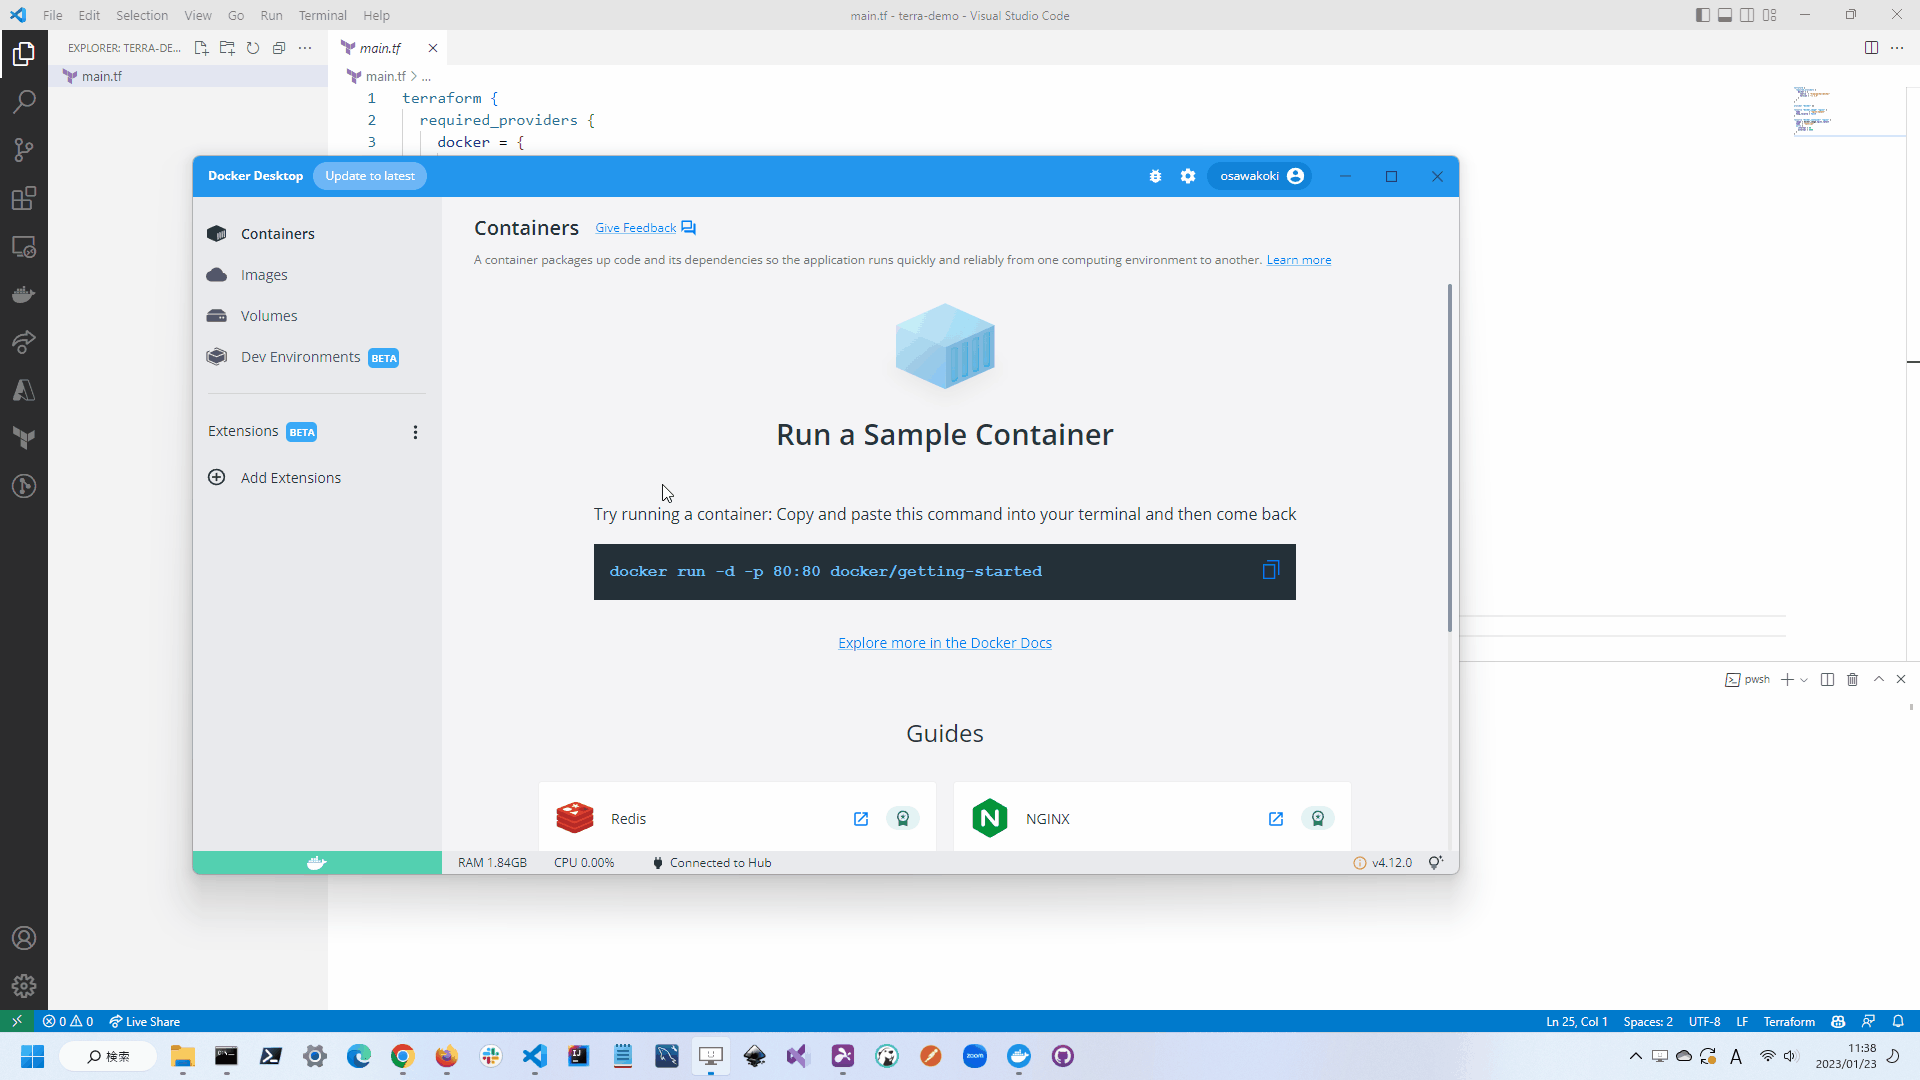 File Edit Selection View Go Run Terminal Help
main.tf - terra-demo - Visual Studio Code
EXPLORER: TERRA-DE...
main.tf
main.tf
main.tf > ...
1 terraform {
2 required_providers {
3 docker = {
Docker Desktop
Update to latest
osawakoki
Containers
Images
Volumes
Dev Environments BETA
Extensions BETA
Add Extensions
Containers
Give Feedback
A container packages up code and its dependencies so the application runs quickly and reliably from one computing environment to another. Learn more
Run a Sample Container
Try running a container: Copy and paste this command into your terminal and then come back
docker run -d -p 80:80 docker/getting-started
Explore more in the Docker Docs
Guides
Redis
NGINX
RAM 1.84GB CPU 0.00% Connected to Hub
v4.12.0
pwsh
0 0 Live Share
Ln 25, Col 1 Spaces: 2 UTF-8 LF Terraform
検索
zoom
A
11:38
2023/01/23